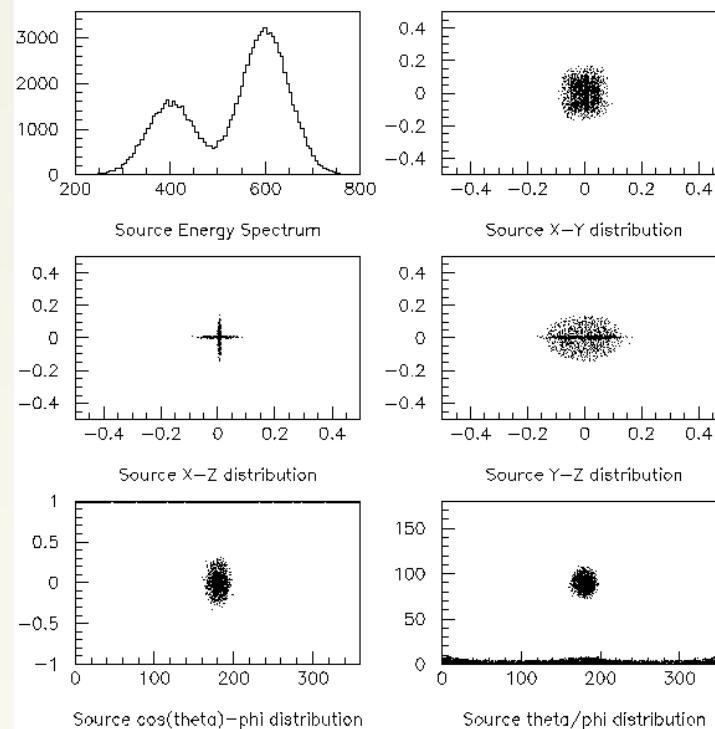 3000
2000
1000
0
200 400 600 800
Source Energy Spectrum
0.4
0.2
0
−0.2
−0.4
−0.4 −0.2 0 0.2 0.4
Source X−Y distribution
0.4
0.2
0
−0.2
−0.4
−0.4 −0.2 0 0.2 0.4
Source X−Z distribution
0.4
0.2
0
−0.2
−0.4
−0.4 −0.2 0 0.2 0.4
Source Y−Z distribution
1
0.5
0
−0.5
−1
0 100 200 300
Source cos(theta)−phi distribution
150
100
50
0
0 100 200 300
Source theta/phi distribution